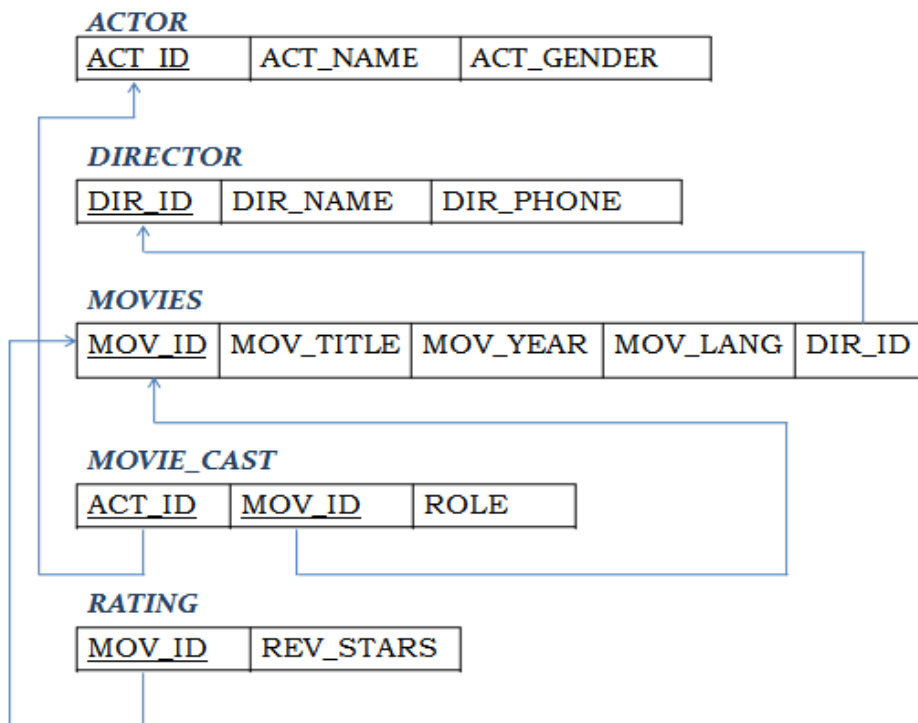 ACTOR
ACT_ID ACT_NAME ACT_GENDER
DIRECTOR
DIR_ID DIR_NAME DIR_PHONE
MOVIES
MOV_ID MOV_TITLE MOV_YEAR MOV_LANG DIR_ID
MOVIE_CAST
ACT_ID MOV_ID ROLE
RATING
MOV_ID REV_STARS